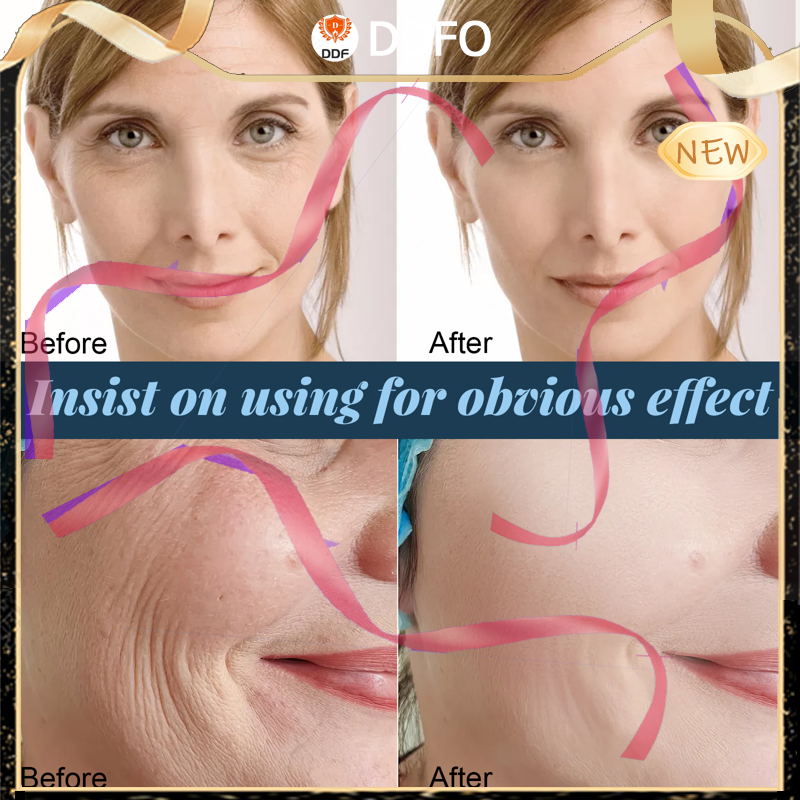 DDF
NEW
Before
After
Insist on using for obvious effect
Before
After